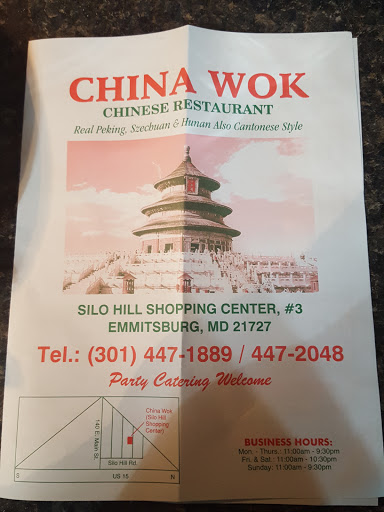 CHINA WOK
CHINESE RESTAURANT
Real Peking, Szechuan & Hunan Also Cantonese Style
SILO HILL SHOPPING CENTER, #3
EMMITSBURG, MD 21727
Tel.: (301) 447-1889 / 447-2048
Party Catering Welcome
140 E. Main St.
China Wok
(Silo Hill
Shopping
Center)
Silo Hill Rd.
S
US 15
N
BUSINESS HOURS:
Mon. - Thurs.: 11:00am - 9:30pm
Fri. & Sat.: 11:00am - 10:30pm
Sunday: 11:00am - 9:30pm